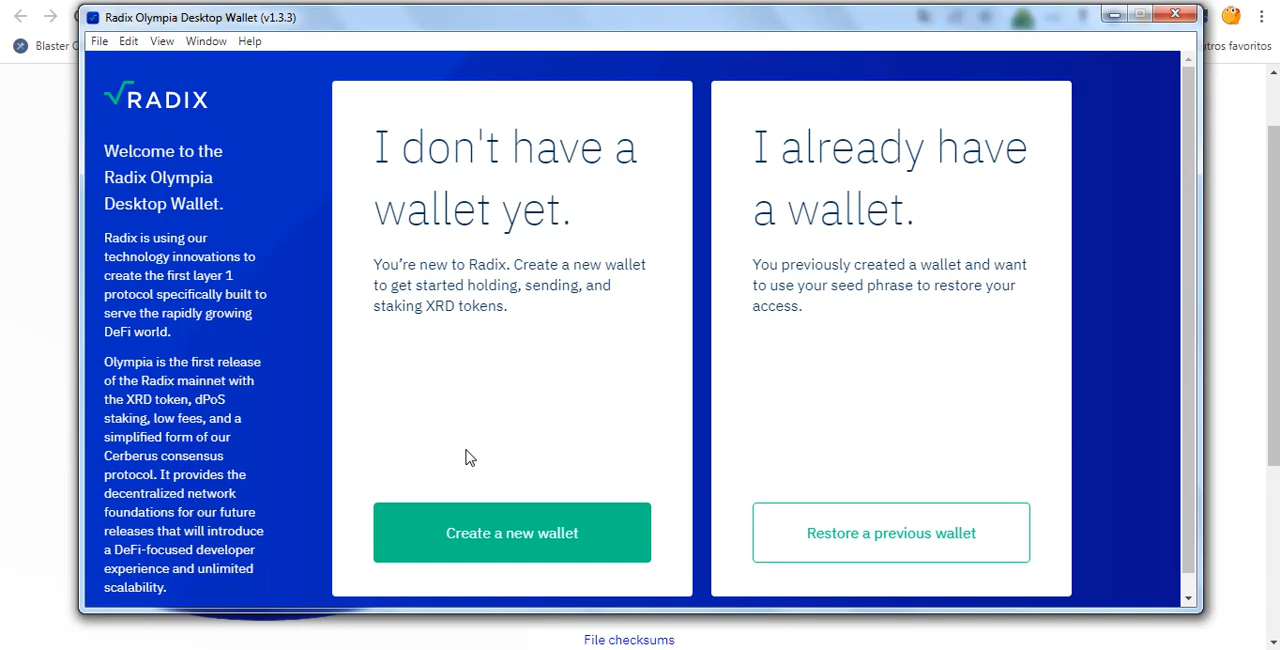 Radix Olympia Desktop Wallet (v1.3.3)
File Edit View Window Help
Blaster C
utros favoritos
RADIX
Welcome to the
Radix Olympia
Desktop Wallet.
Radix is using our
technology innovations to
create the first layer 1
protocol specifically built to
serve the rapidly growing
DeFi world.
Olympia is the first release
of the Radix mainnet with
the XRD token, dPoS
staking, low fees, and a
simplified form of our
Cerberus consensus
protocol. It provides the
decentralized network
foundations for our future
releases that will introduce
a DeFi-focused developer
experience and unlimited
scalability.
I don't have a
wallet yet.
You’re new to Radix. Create a new wallet
to get started holding, sending, and
staking XRD tokens.
Create a new wallet
I already have
a wallet.
You previously created a wallet and want
to use your seed phrase to restore your
access.
Restore a previous wallet
File checksums